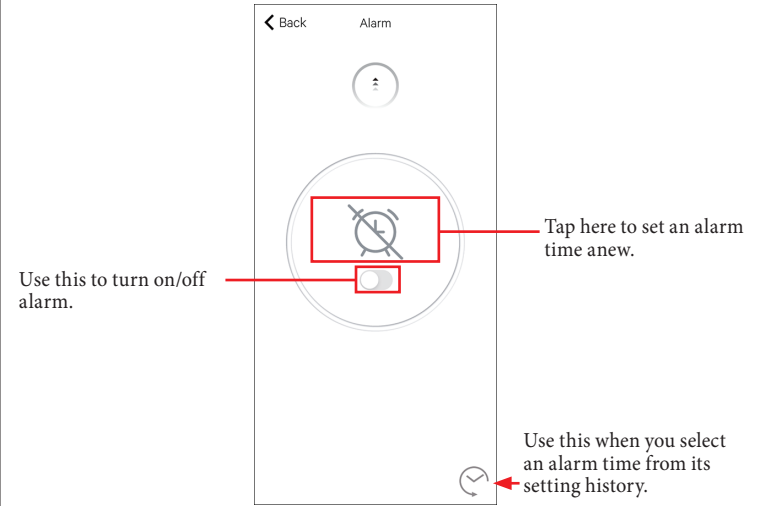 Back Alarm
Tap here to set an alarm
time anew.
Use this to turn on/off
alarm.
Use this when you select
an alarm time from its
setting history.